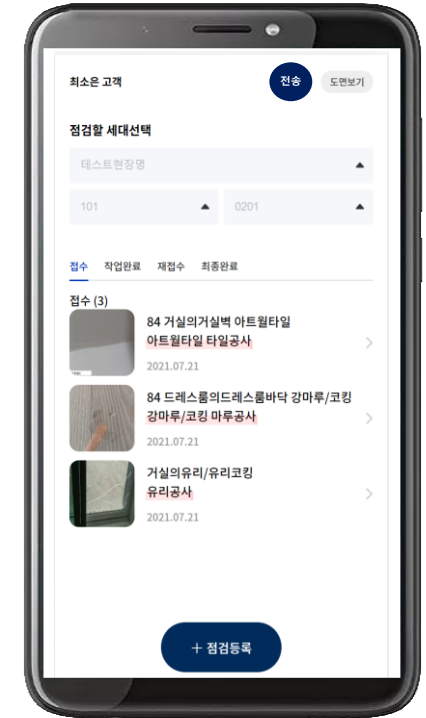 최소은 고객
전송
도면보기
점검할 세대선택
테스트현장명
101
0201
접수 작업완료 재접수 최종완료
접수 (3)
84 거실의거실벽 아트월타일
아트월타일 타일공사
2021.07.21
84 드레스룸의드레스룸바닥 강마루/코킹
강마루/코킹 마루공사
2021.07.21
거실의유리/유리코킹
유리공사
2021.07.21
+ 점검등록